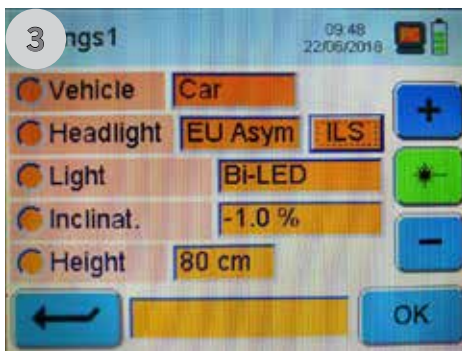 3 ngs1
09:48
22/06/2018
Vehicle Car
Headlight EU Asym ILS
Light Bi-LED
Inclinat. -1.0 %
Height 80 cm
OK